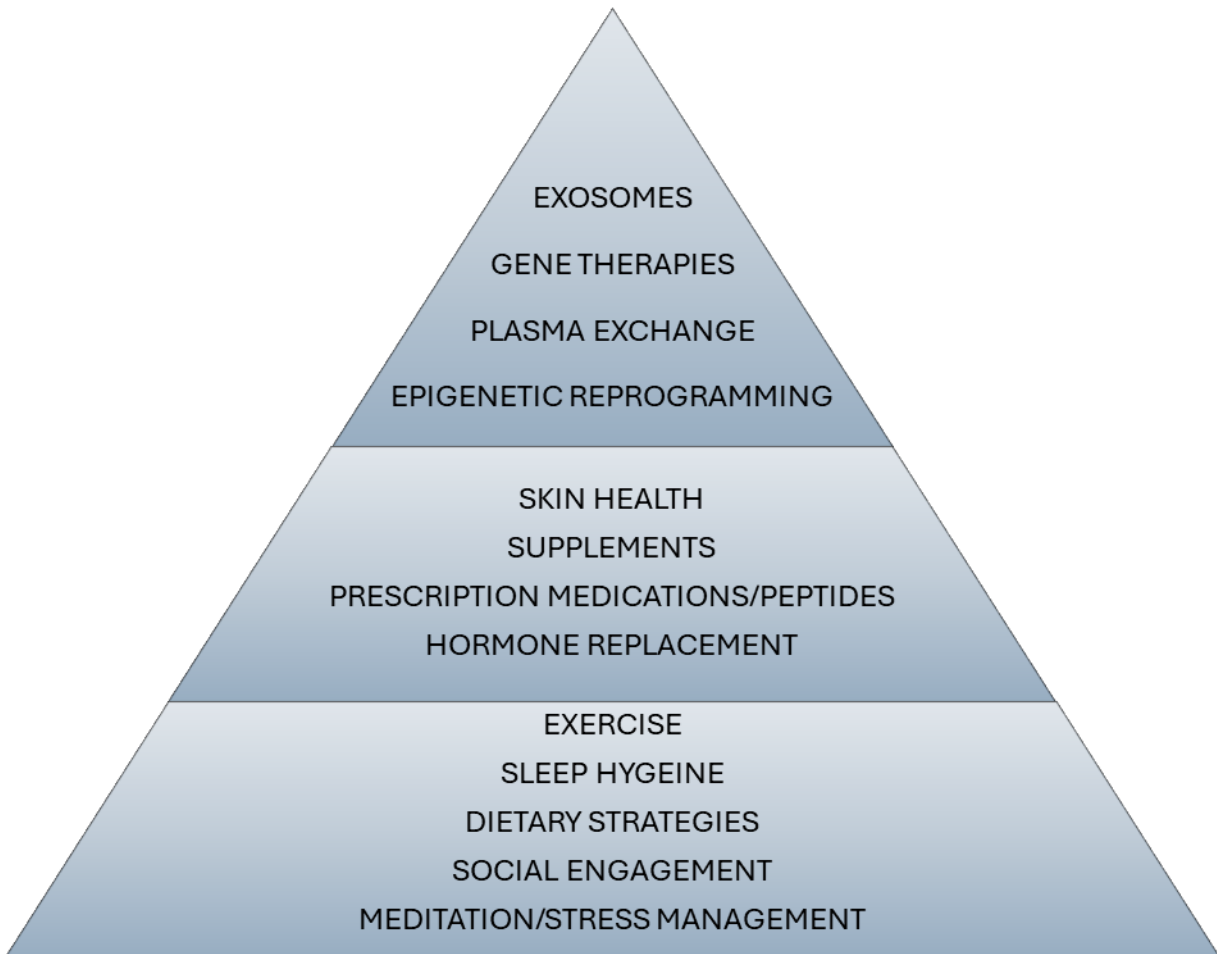 EXOSOMES
GENE THERAPIES
PLASMA EXCHANGE
EPIGENETIC REPROGRAMMING
SKIN HEALTH
SUPPLEMENTS
PRESCRIPTION MEDICATIONS/PEPTIDES
HORMONE REPLACEMENT
EXERCISE
SLEEP HYGEINE
DIETARY STRATEGIES
SOCIAL ENGAGEMENT
MEDITATION/STRESS MANAGEMENT